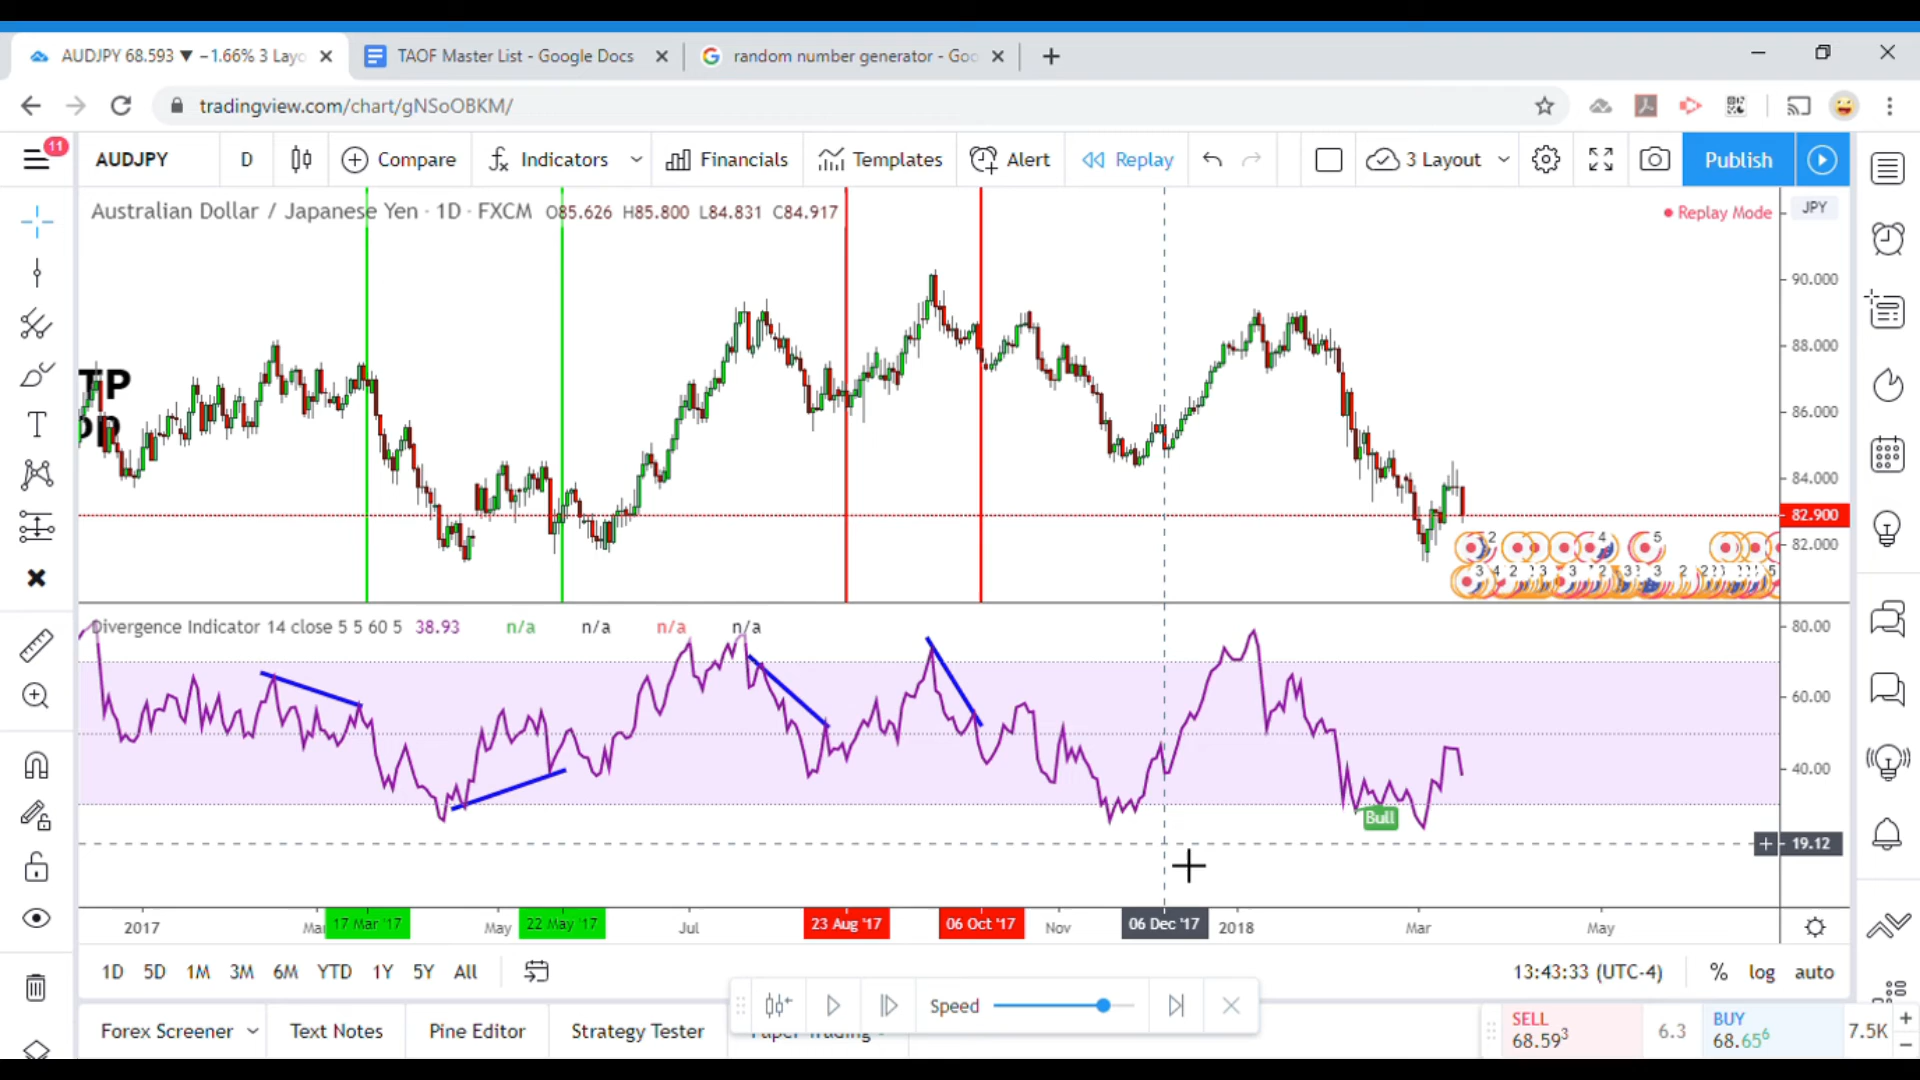 AUDJPY 68.593 ▼ −1.66% 3 Layo
TAOF Master List - Google Docs
random number generator - Goo
tradingview.com/chart/gNSoOBKM/
11
AUDJPY
D
Compare
Indicators
Financials
Templates
Alert
Replay
3 Layout
Publish
Australian Dollar / Japanese Yen · 1D · FXCM O85.626 H85.800 L84.831 C84.917
Replay Mode
JPY
90.000
88.000
TP
86.000
84.000
82.900
82.000
2 4 5
Divergence Indicator 14 close 5 5 60 5 38.93 n/a n/a n/a n/a
80.00
60.00
40.00
Bull
19.12
2017
17 Mar '17
May
22 May '17
Jul
23 Aug '17
06 Oct '17
Nov
06 Dec '17
2018
Mar
May
1D 5D 1M 3M 6M YTD 1Y 5Y All
13:43:33 (UTC-4)
% log auto
Speed
Forex Screener
Text Notes
Pine Editor
Strategy Tester
Paper Trading
SELL
68.593
6.3
BUY
68.656
7.5K